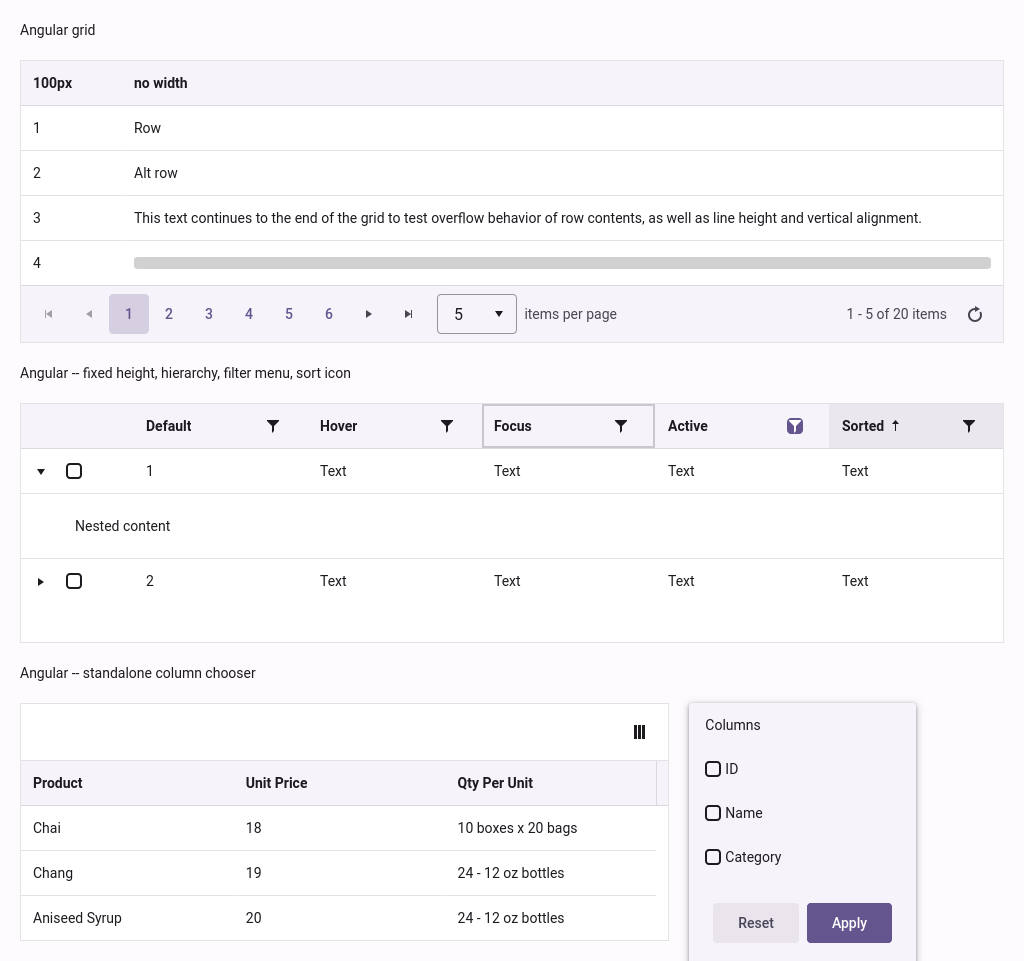 Angular grid
100px no width
1 Row
2 Alt row
3 This text continues to the end of the grid to test overflow behavior of row contents, as well as line height and vertical alignment.
4
1 2 3 4 5 6 5 items per page 1 - 5 of 20 items
Angular -- fixed height, hierarchy, filter menu, sort icon
Default Hover Focus Active Sorted
1 Text Text Text Text
Nested content
2 Text Text Text Text
Angular -- standalone column chooser
Product Unit Price Qty Per Unit
Chai 18 10 boxes x 20 bags
Chang 19 24 - 12 oz bottles
Aniseed Syrup 20 24 - 12 oz bottles
Columns
ID
Name
Category
Reset Apply